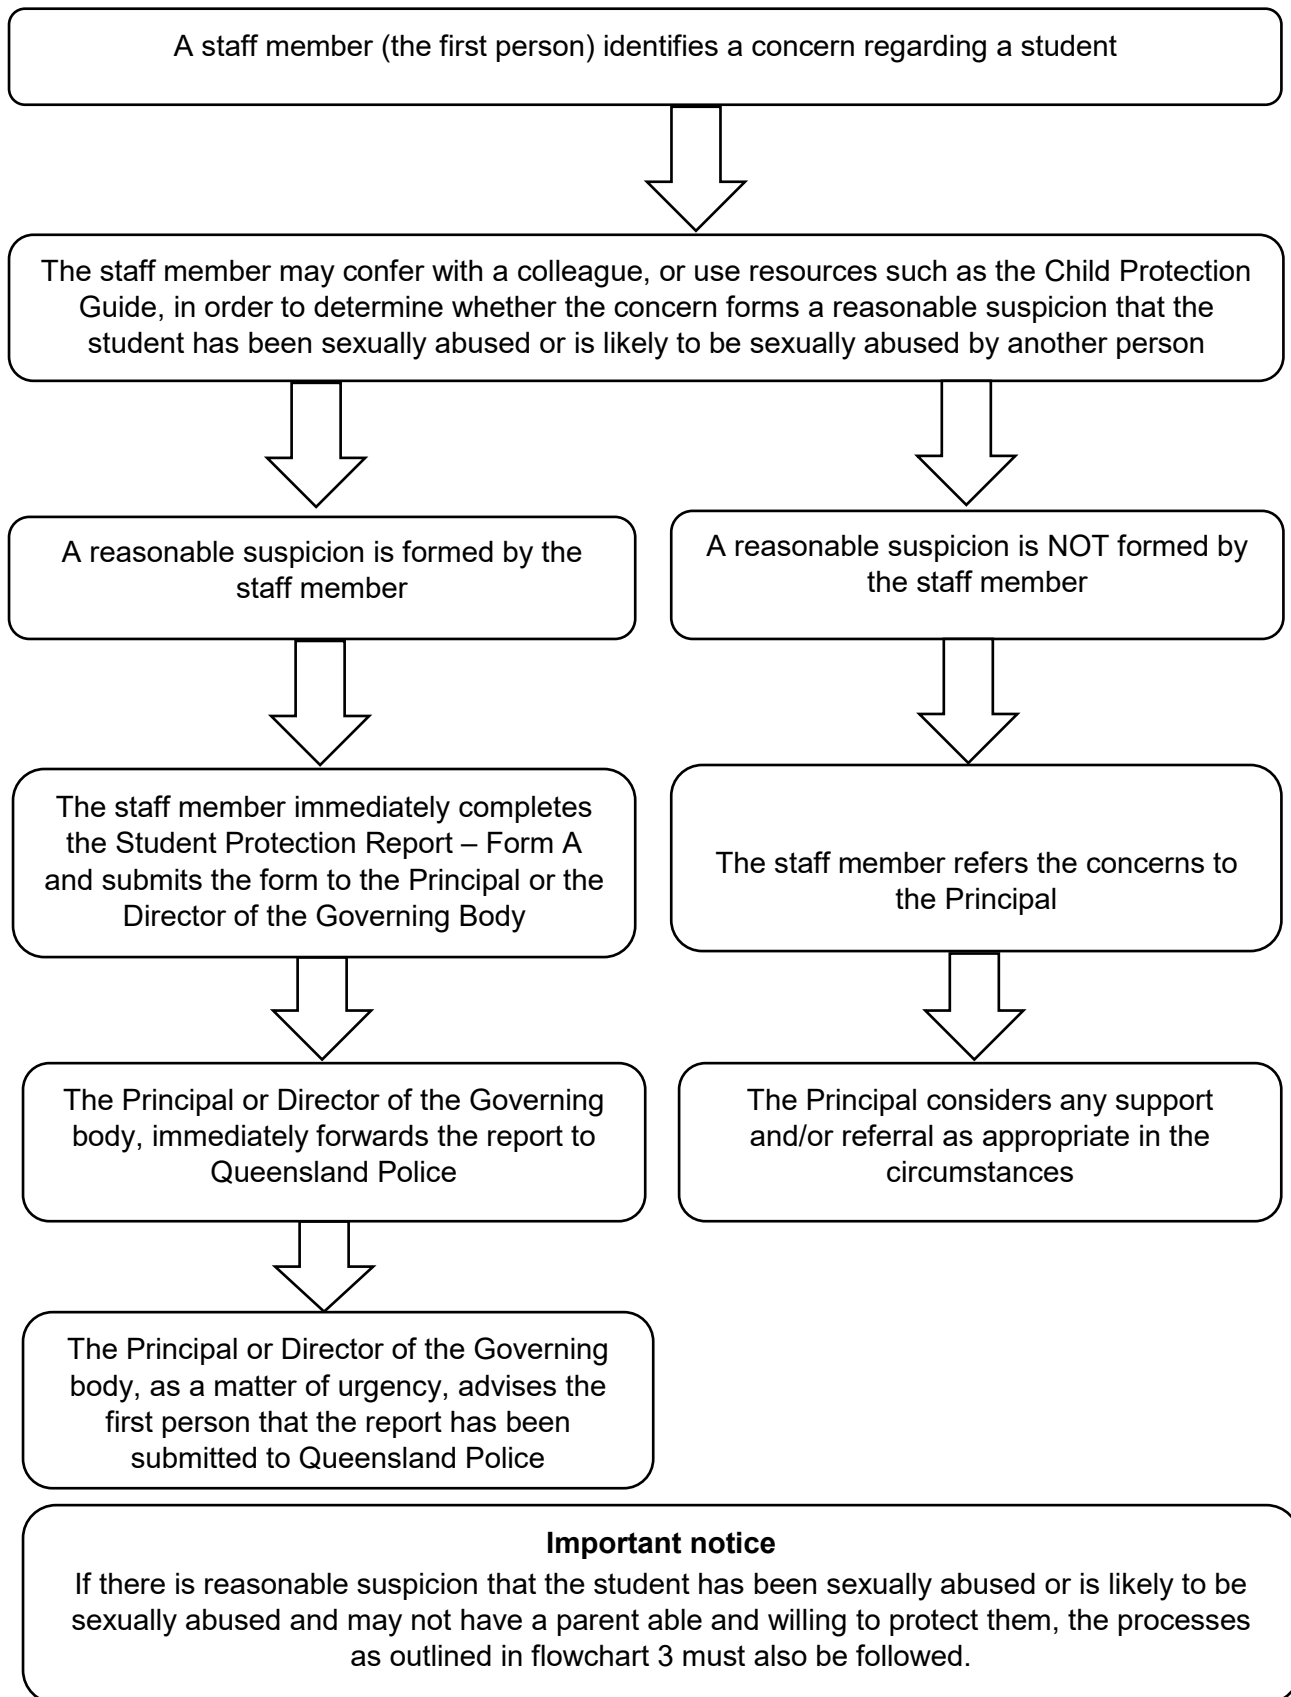 A staff member (the first person) identifies a concern regarding a student
The staff member may confer with a colleague, or use resources such as the Child Protection
Guide, in order to determine whether the concern forms a reasonable suspicion that the
student has been sexually abused or is likely to be sexually abused by another person
A reasonable suspicion is formed by the
staff member
A reasonable suspicion is NOT formed by
the staff member
The staff member immediately completes
the Student Protection Report – Form A
and submits the form to the Principal or the
Director of the Governing Body
The staff member refers the concerns to
the Principal
The Principal or Director of the Governing
body, immediately forwards the report to
Queensland Police
The Principal considers any support
and/or referral as appropriate in the
circumstances
The Principal or Director of the Governing
body, as a matter of urgency, advises the
first person that the report has been
submitted to Queensland Police
Important notice
If there is reasonable suspicion that the student has been sexually abused or is likely to be
sexually abused and may not have a parent able and willing to protect them, the processes
as outlined in flowchart 3 must also be followed.